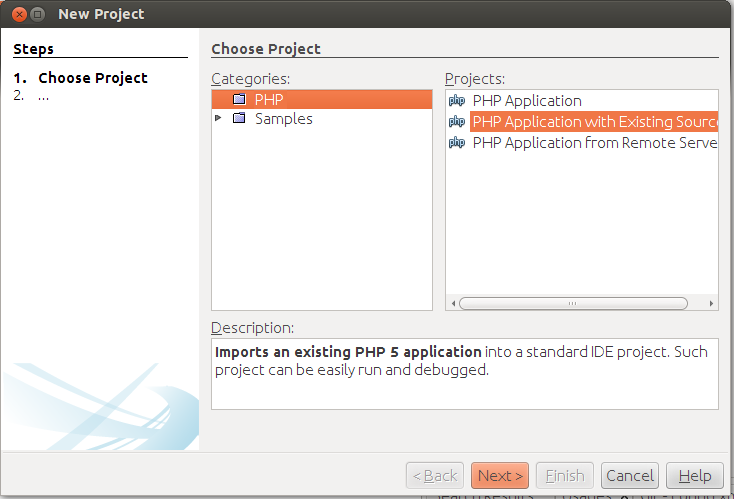 New Project
Steps
1. Choose Project
2. ...
Choose Project
Categories:
PHP
Samples
Projects:
php PHP Application
php PHP Application with Existing Sourc
php PHP Application from Remote Serve
Description:
Imports an existing PHP 5 application into a standard IDE project. Such
project can be easily run and debugged.
< Back
Next >
Finish
Cancel
Help